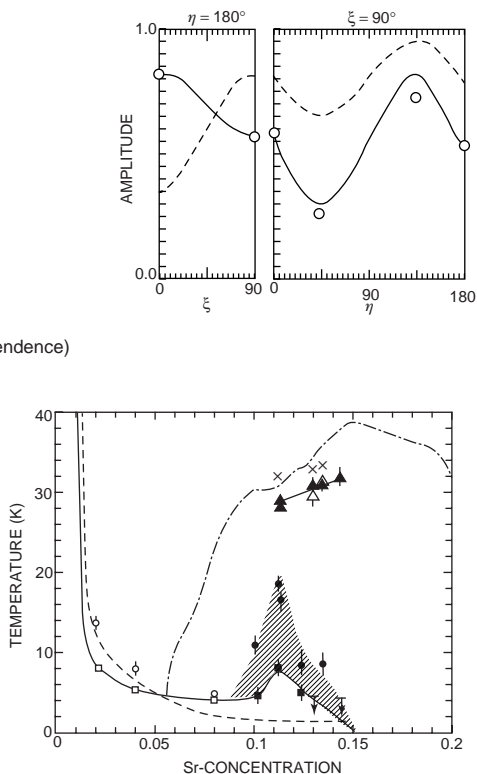 η = 180°
ξ = 90°
1.0
0.0
AMPLITUDE
0
90
ξ
0
90
180
η
endence)
40
30
20
10
0
TEMPERATURE (K)
0
0.05
0.1
0.15
0.2
Sr-CONCENTRATION